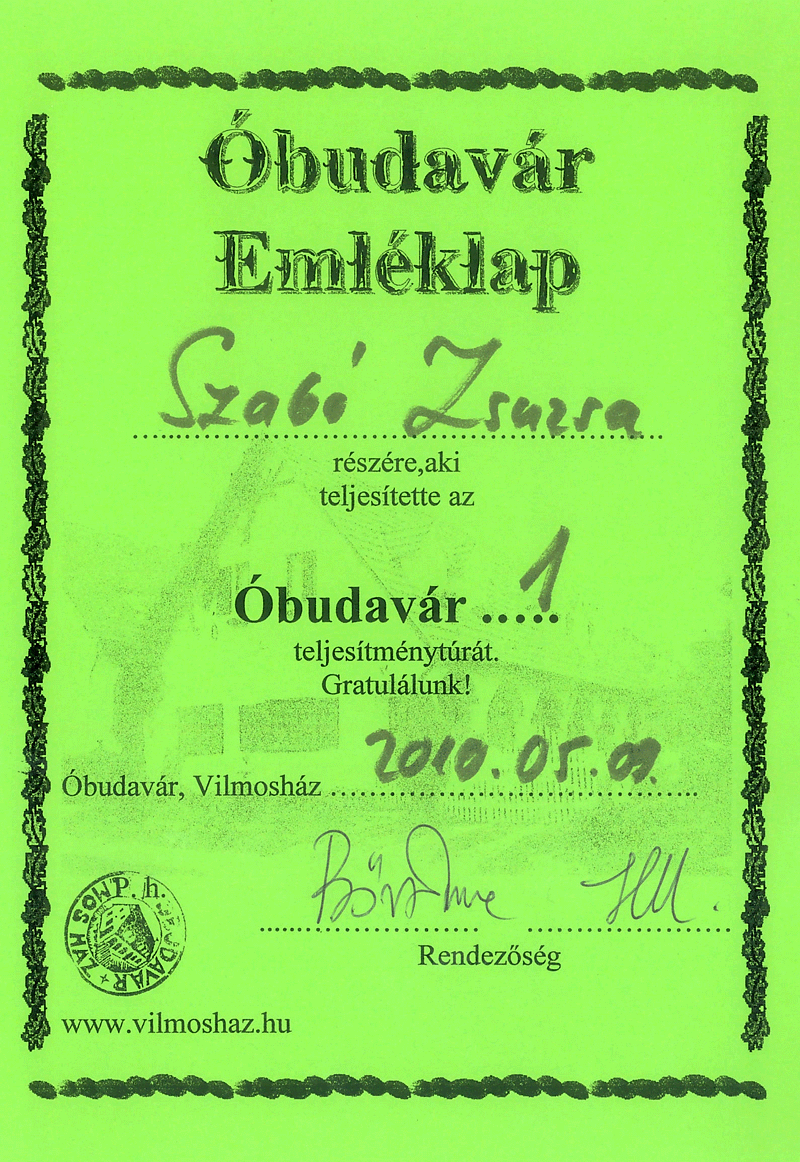 Óbudavár
Emléklap
Szabó Zsuzsa
részére,aki
teljesítette az
Óbudavár ..1...
teljesítménytúrát.
Gratulálunk!
Óbudavár, Vilmosház 2010.05.09.
Rendezőség
P. h.
www.vilmoshaz.hu